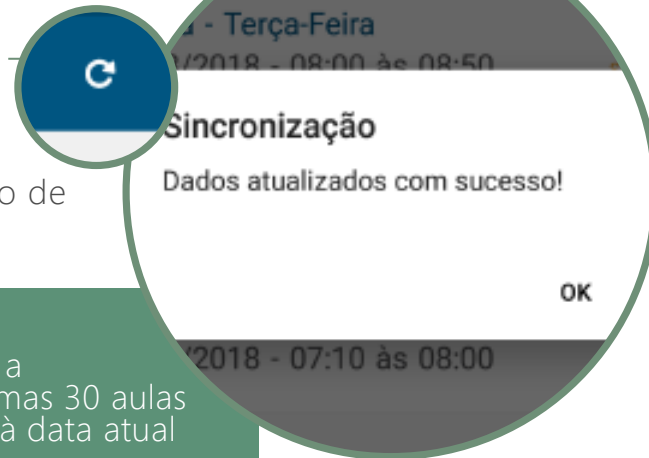 - Terça-Feira
/2018 - 08:00 às 08:50
Sincronização
Dados atualizados com sucesso!
o de
OK
/2018 - 07:10 às 08:00
a
mas 30 aulas
à data atual